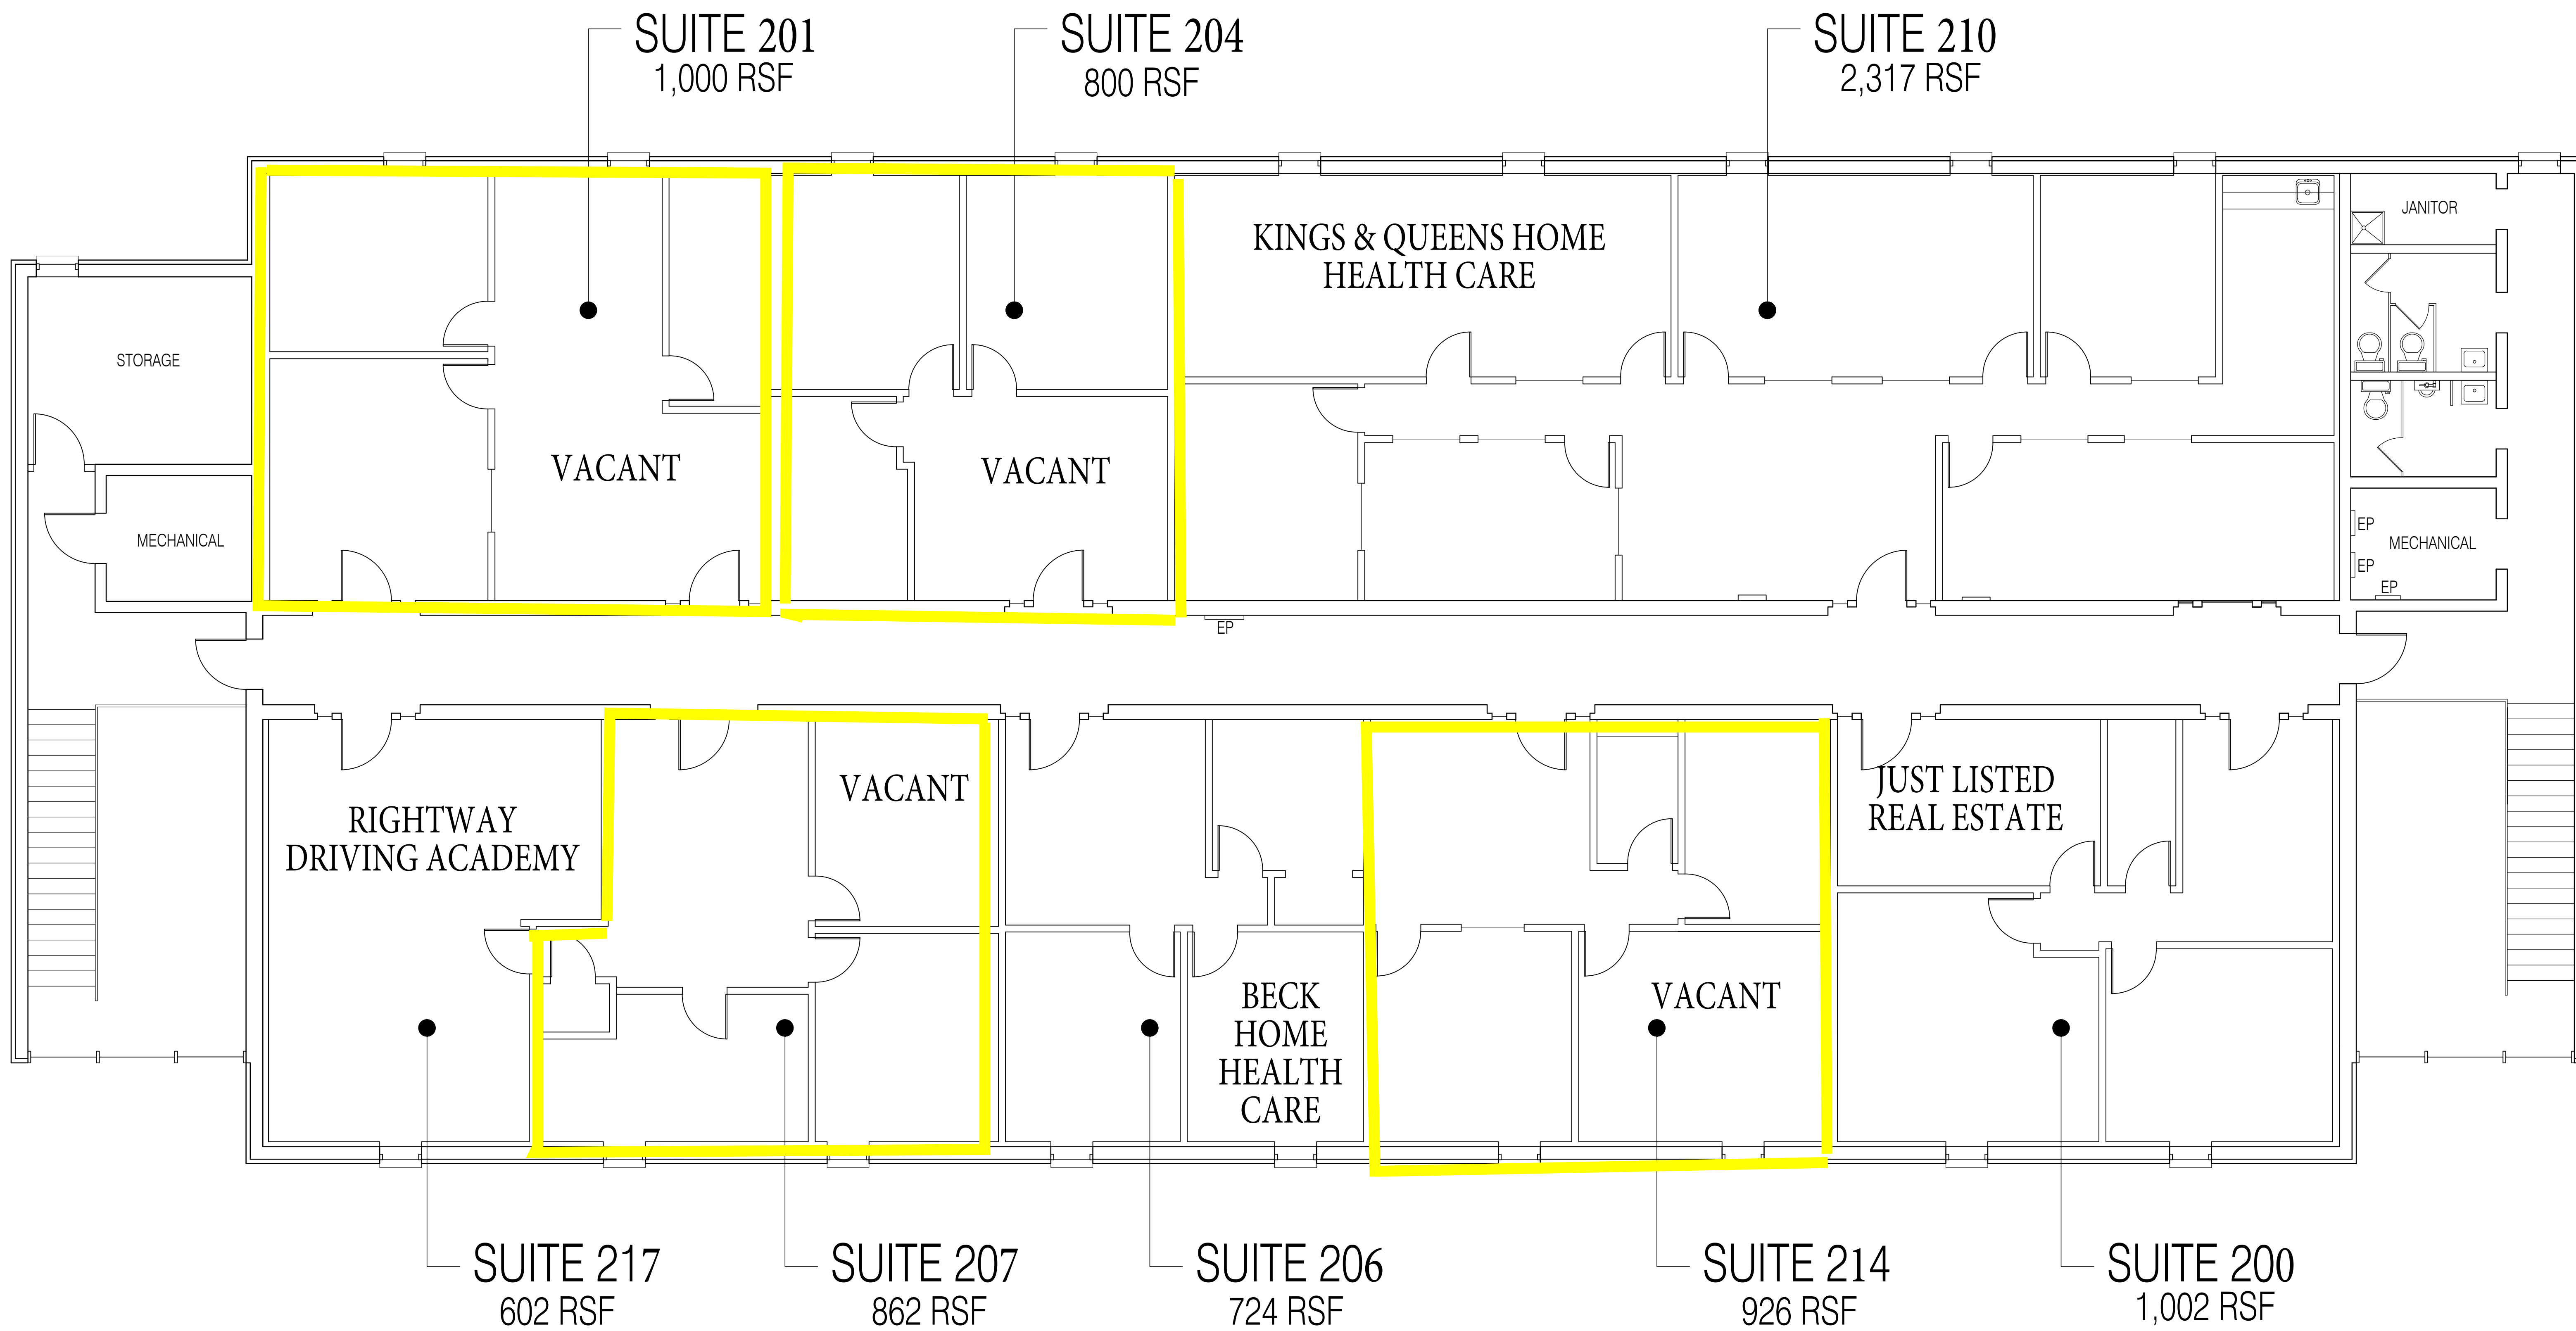 SUITE 201
1,000 RSF
SUITE 204
800 RSF
SUITE 210
2,317 RSF
KINGS & QUEENS HOME
HEALTH CARE
JANITOR
STORAGE
VACANT
VACANT
MECHANICAL
EP
MECHANICAL
EP
EP
EP
RIGHTWAY
DRIVING ACADEMY
VACANT
JUST LISTED
REAL ESTATE
BECK
HOME
HEALTH
CARE
VACANT
SUITE 217
602 RSF
SUITE 207
862 RSF
SUITE 206
724 RSF
SUITE 214
926 RSF
SUITE 200
1,002 RSF